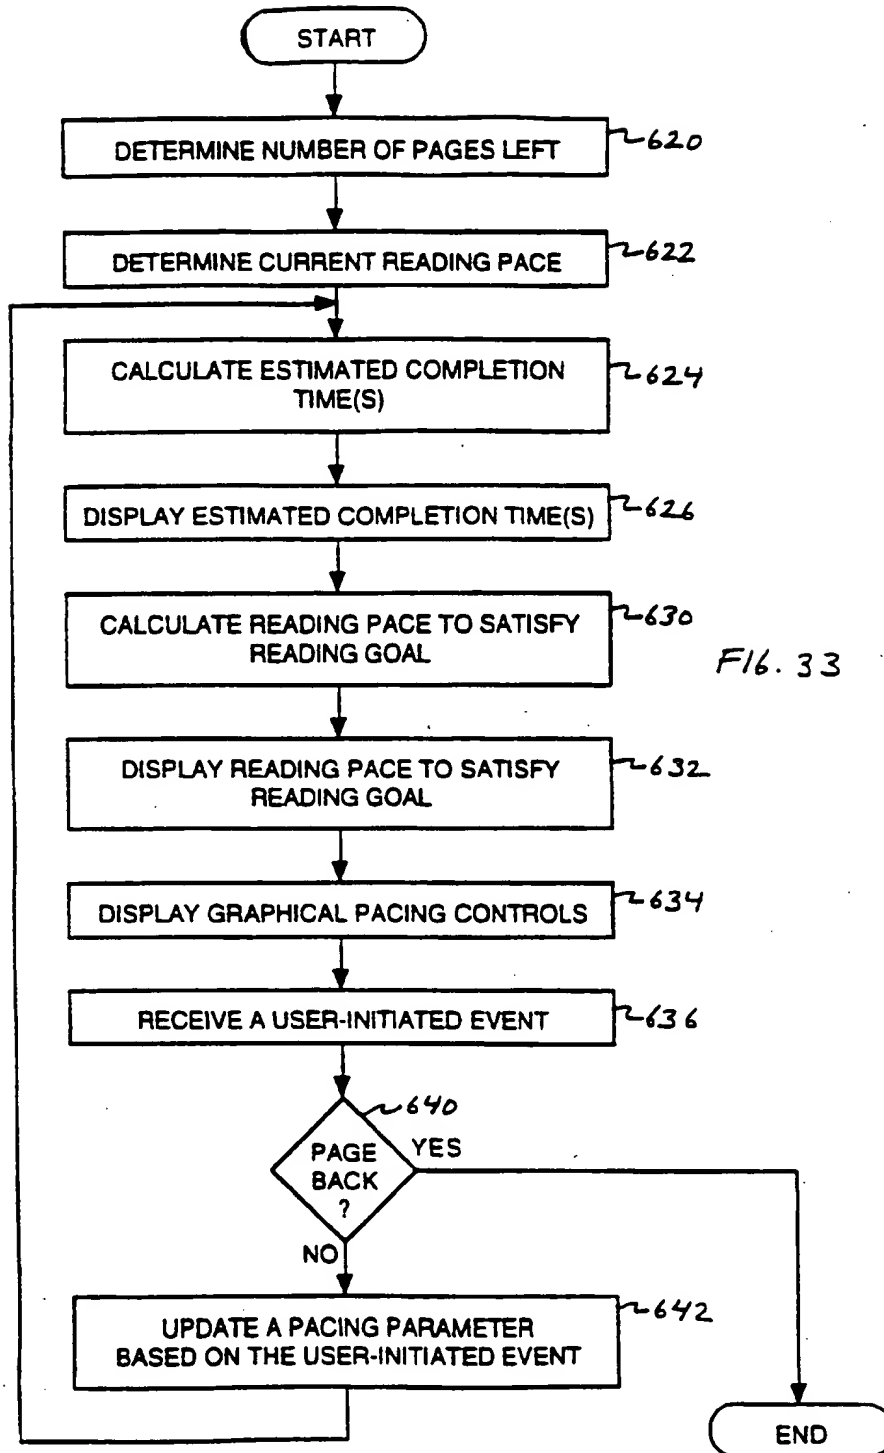 START
DETERMINE NUMBER OF PAGES LEFT
620
DETERMINE CURRENT READING PACE
622
CALCULATE ESTIMATED COMPLETION
TIME(S)
624
DISPLAY ESTIMATED COMPLETION TIME(S)
626
CALCULATE READING PACE TO SATISFY
READING GOAL
630
FIG. 33
DISPLAY READING PACE TO SATISFY
READING GOAL
632
DISPLAY GRAPHICAL PACING CONTROLS
634
RECEIVE A USER-INITIATED EVENT
636
640
PAGE
BACK
?
YES
NO
UPDATE A PACING PARAMETER
BASED ON THE USER-INITIATED EVENT
642
END